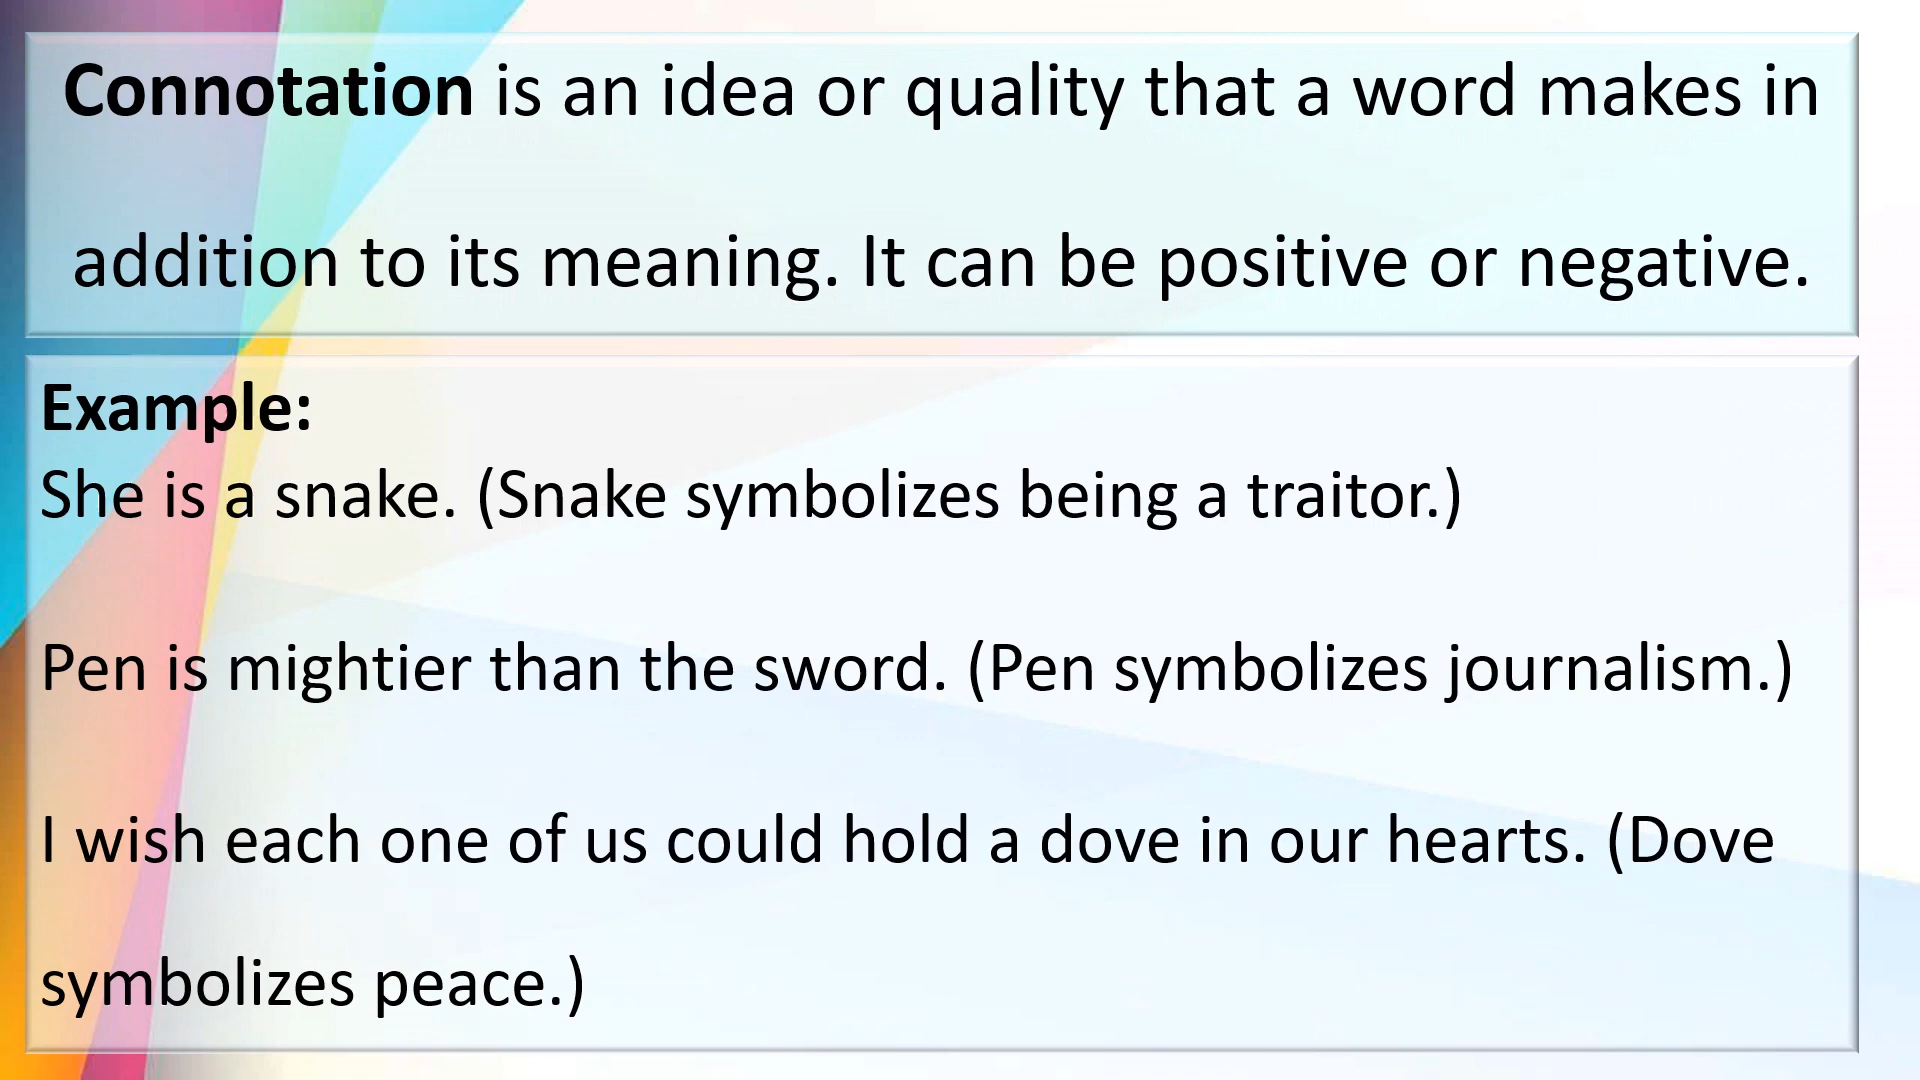 Connotation is an idea or quality that a word makes in
addition to its meaning. It can be positive or negative.
Example:
She is a snake. (Snake symbolizes being a traitor.)
Pen is mightier than the sword. (Pen symbolizes journalism.)
I wish each one of us could hold a dove in our hearts. (Dove
symbolizes peace.)